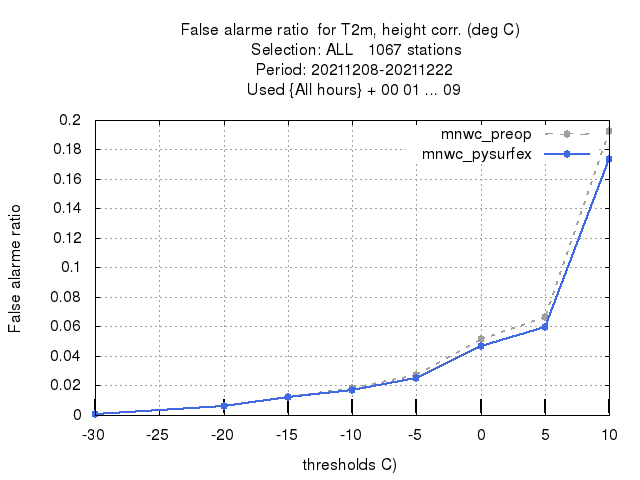 False alarme ratio  for T2m, height corr. (deg C)
Selection: ALL   1067 stations
Period: 20211208-20211222
Used {All hours} + 00 01 ... 09
mnwc_preop
mnwc_pysurfex
False alarme ratio
0.2
0.18
0.16
0.14
0.12
0.1
0.08
0.06
0.04
0.02
0
-30 -25 -20 -15 -10 -5 0 5 10
thresholds C)